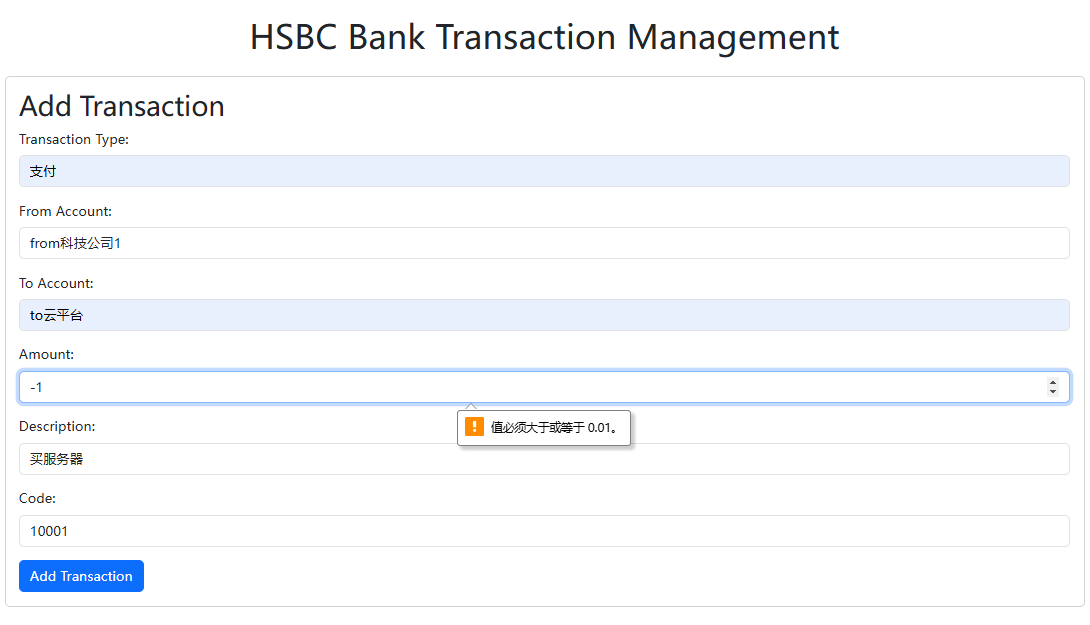 HSBC Bank Transaction Management
Add Transaction
Transaction Type:
支付
From Account:
from科技公司1
To Account:
to云平台
Amount:
-1
值必须大于或等于 0.01。
Description:
买服务器
Code:
10001
Add Transaction